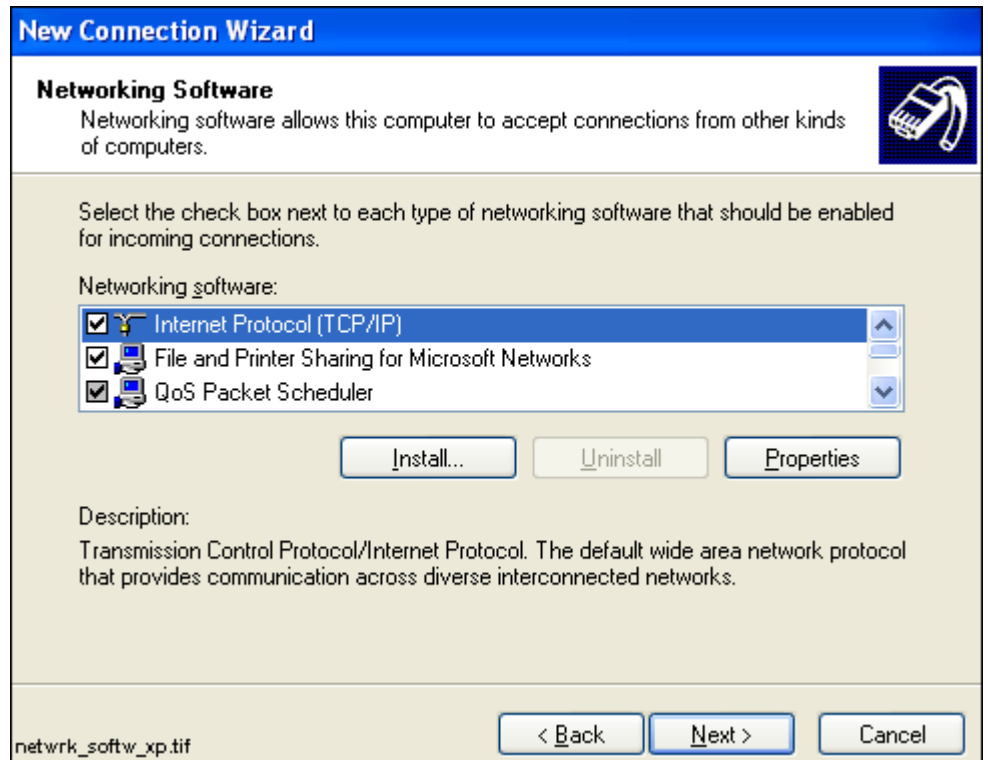 New Connection Wizard
Networking Software
Networking software allows this computer to accept connections from other kinds
of computers.
Select the check box next to each type of networking software that should be enabled
for incoming connections.
Networking software:
Internet Protocol (TCP/IP)
File and Printer Sharing for Microsoft Networks
QoS Packet Scheduler
Install... Uninstall Properties
Description:
Transmission Control Protocol/Internet Protocol. The default wide area network protocol
that provides communication across diverse interconnected networks.
< Back Next > Cancel
netwrk_softw_xp.tif